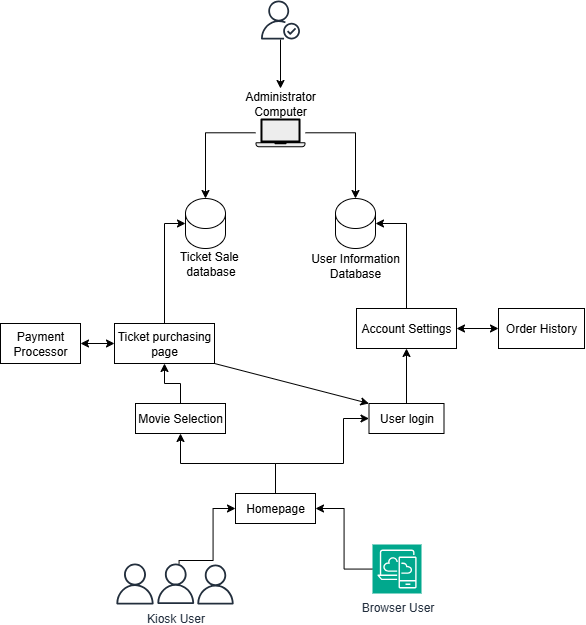 Administrator
Computer
Ticket Sale
database
User Information
Database
Payment
Processor
Ticket purchasing
page
Account Settings
Order History
Movie Selection
User login
Homepage
Kiosk User
Browser User